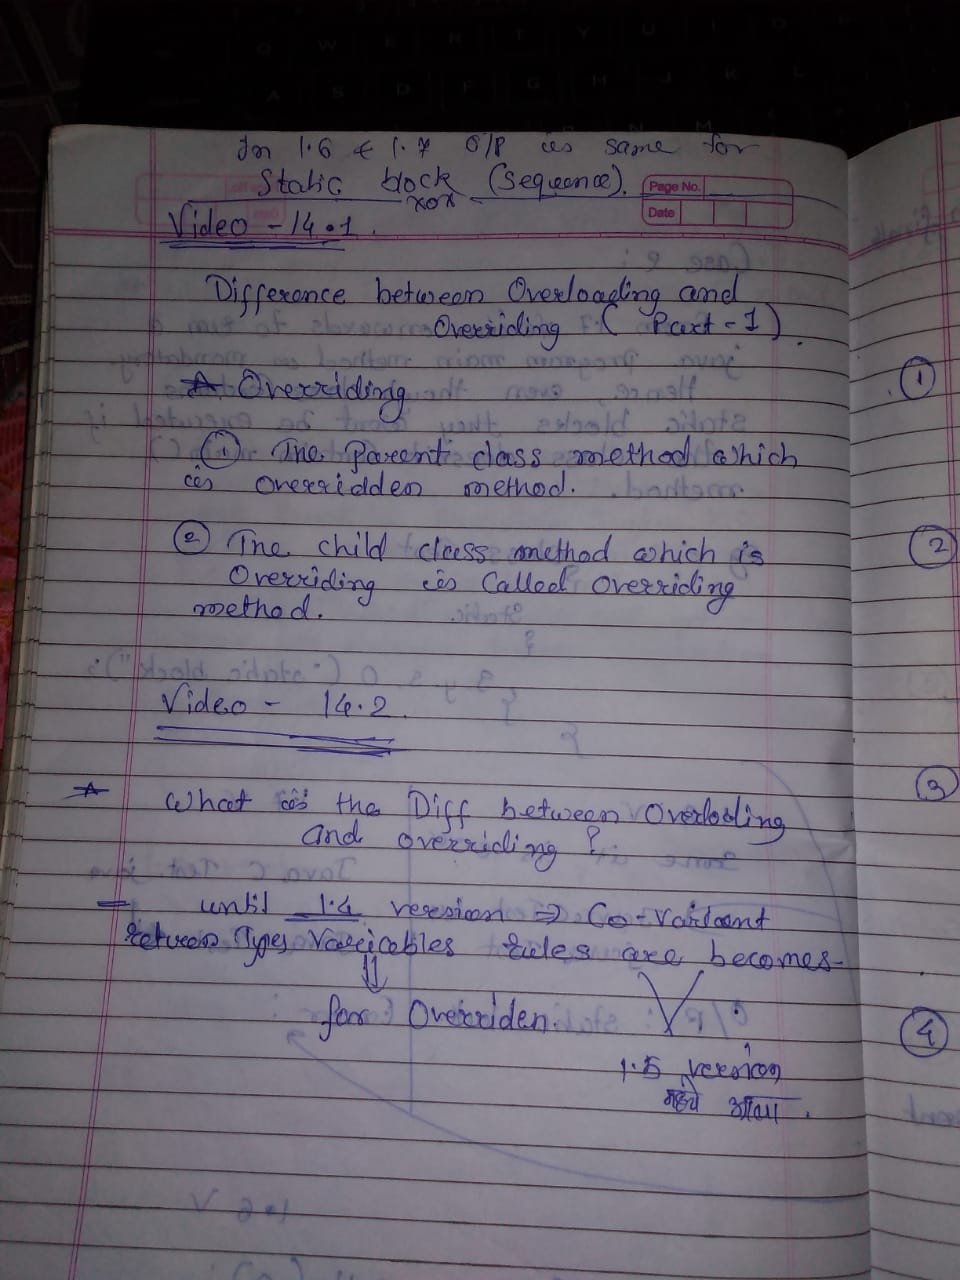 In 1.6 & 1.7 O/P is same for
Static block (Sequence).
xox
Page No.
Date
Video - 14.1.
Difference between Overloading and
Overriding ( Part - 1 )
Overriding
① The Parent class method which
is overridden method.
② The child class method which is
Overriding is Called Overriding
method.
Video - 14.2.
What is the Diff between Overloding
and overriding ?
until 1.4 version ⇒ Co-Variant
return Types Variables rules are becomes
for Overriden.
1.5 version
मध्ये आला.
①
②
③
④